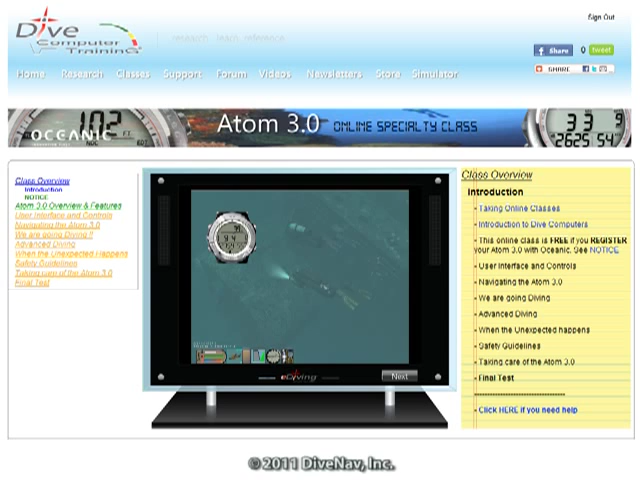 Sign Out
Dive
Computer
Training
research learn reference
Share 0 tweet
SHARE
Home Research Classes Support Forum Videos Newsletters Store Simulator
OCEANIC
Atom 3.0 ONLINE SPECIALTY CLASS
Class Overview
Introduction
NOTICE
Atom 3.0 Overview & Features
User Interface and Controls
Navigating the Atom 3.0
We are going Diving ?
Advanced Diving
When the Unexpected Happens
Safety Guidelines
Taking care of the Atom 3.0
Final Test
eDiving
Next
Class Overview
Introduction
- Taking Online Classes
- Introduction to Dive Computers
- This online class is FREE if you REGISTER
your Atom 3.0 with Oceanic. See NOTICE
- User Interface and Controls
- Navigating the Atom 3.0
- We are going Diving
- Advanced Diving
- When the Unexpected happens
- Safety Guidelines
- Taking care of the Atom 3.0
- Final Test
- Click HERE if you need help
© 2011 DiveNav, Inc.